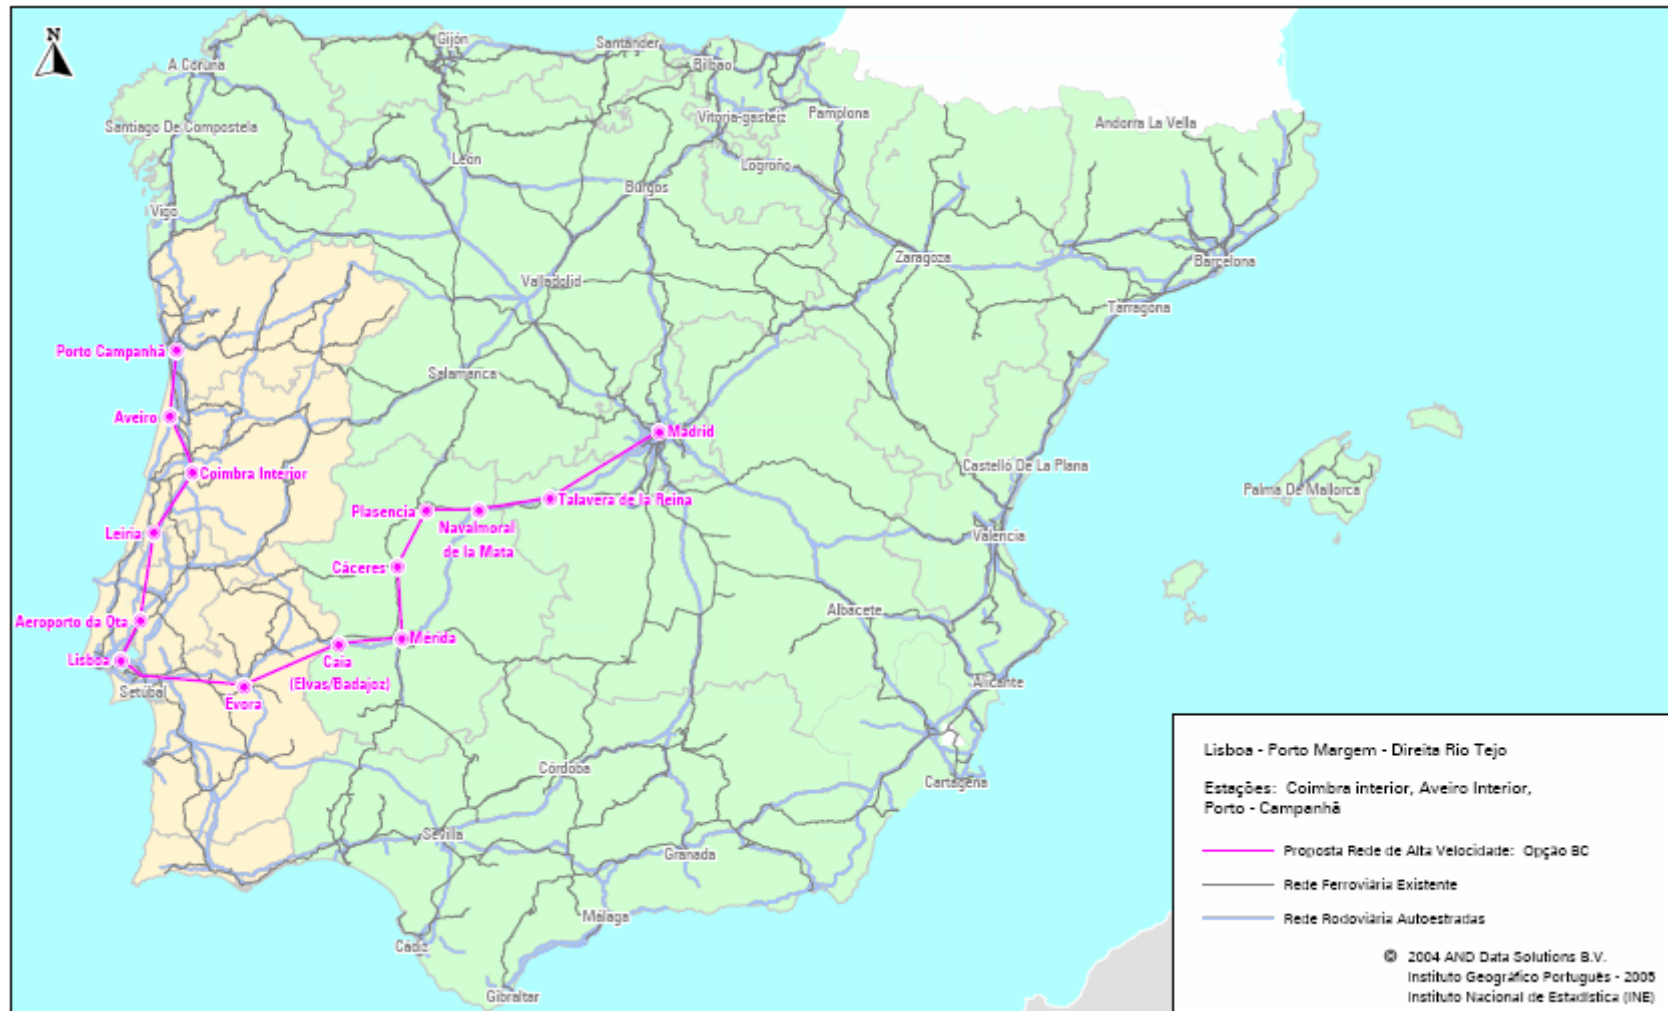 N
Gijón
Santander
A Coruna
Bilbao
Vitoria-gasteiz
Pamplona
Andorra La Vella
Santiago De Compostela
León
Logroño
Burgos
Vigo
Zaragoza
Barcelona
Valladolid
Tarragona
Porto Campanhã
Salamanca
Aveiro
Madrid
Coimbra Interior
Castelló De La Plana
Palma De Mallorca
Talavera de la Reina
Plasencia
Navalmoral
de la Mata
Leiria
Valencia
Cáceres
Albacete
Aeroporto da Ota
Mérida
Lisboa
Caia
(Elvas/Badajoz)
Setúbal
Évora
Alicante
Córdoba
Cartagena
Sevilla
Granada
Málaga
Cádiz
Gibraltar
Lisboa - Porto Margem - Direita Rio Tejo
Estações: Coimbra interior, Aveiro Interior,
Porto - Campanhã
Proposta Rede de Alta Velocidade: Opção BC
Rede Ferroviária Existente
Rede Rodoviária Autoestradas
© 2004 AND Data Solutions B.V.
Instituto Geográfico Português - 2005
Instituto Nacional de Estadística (INE)